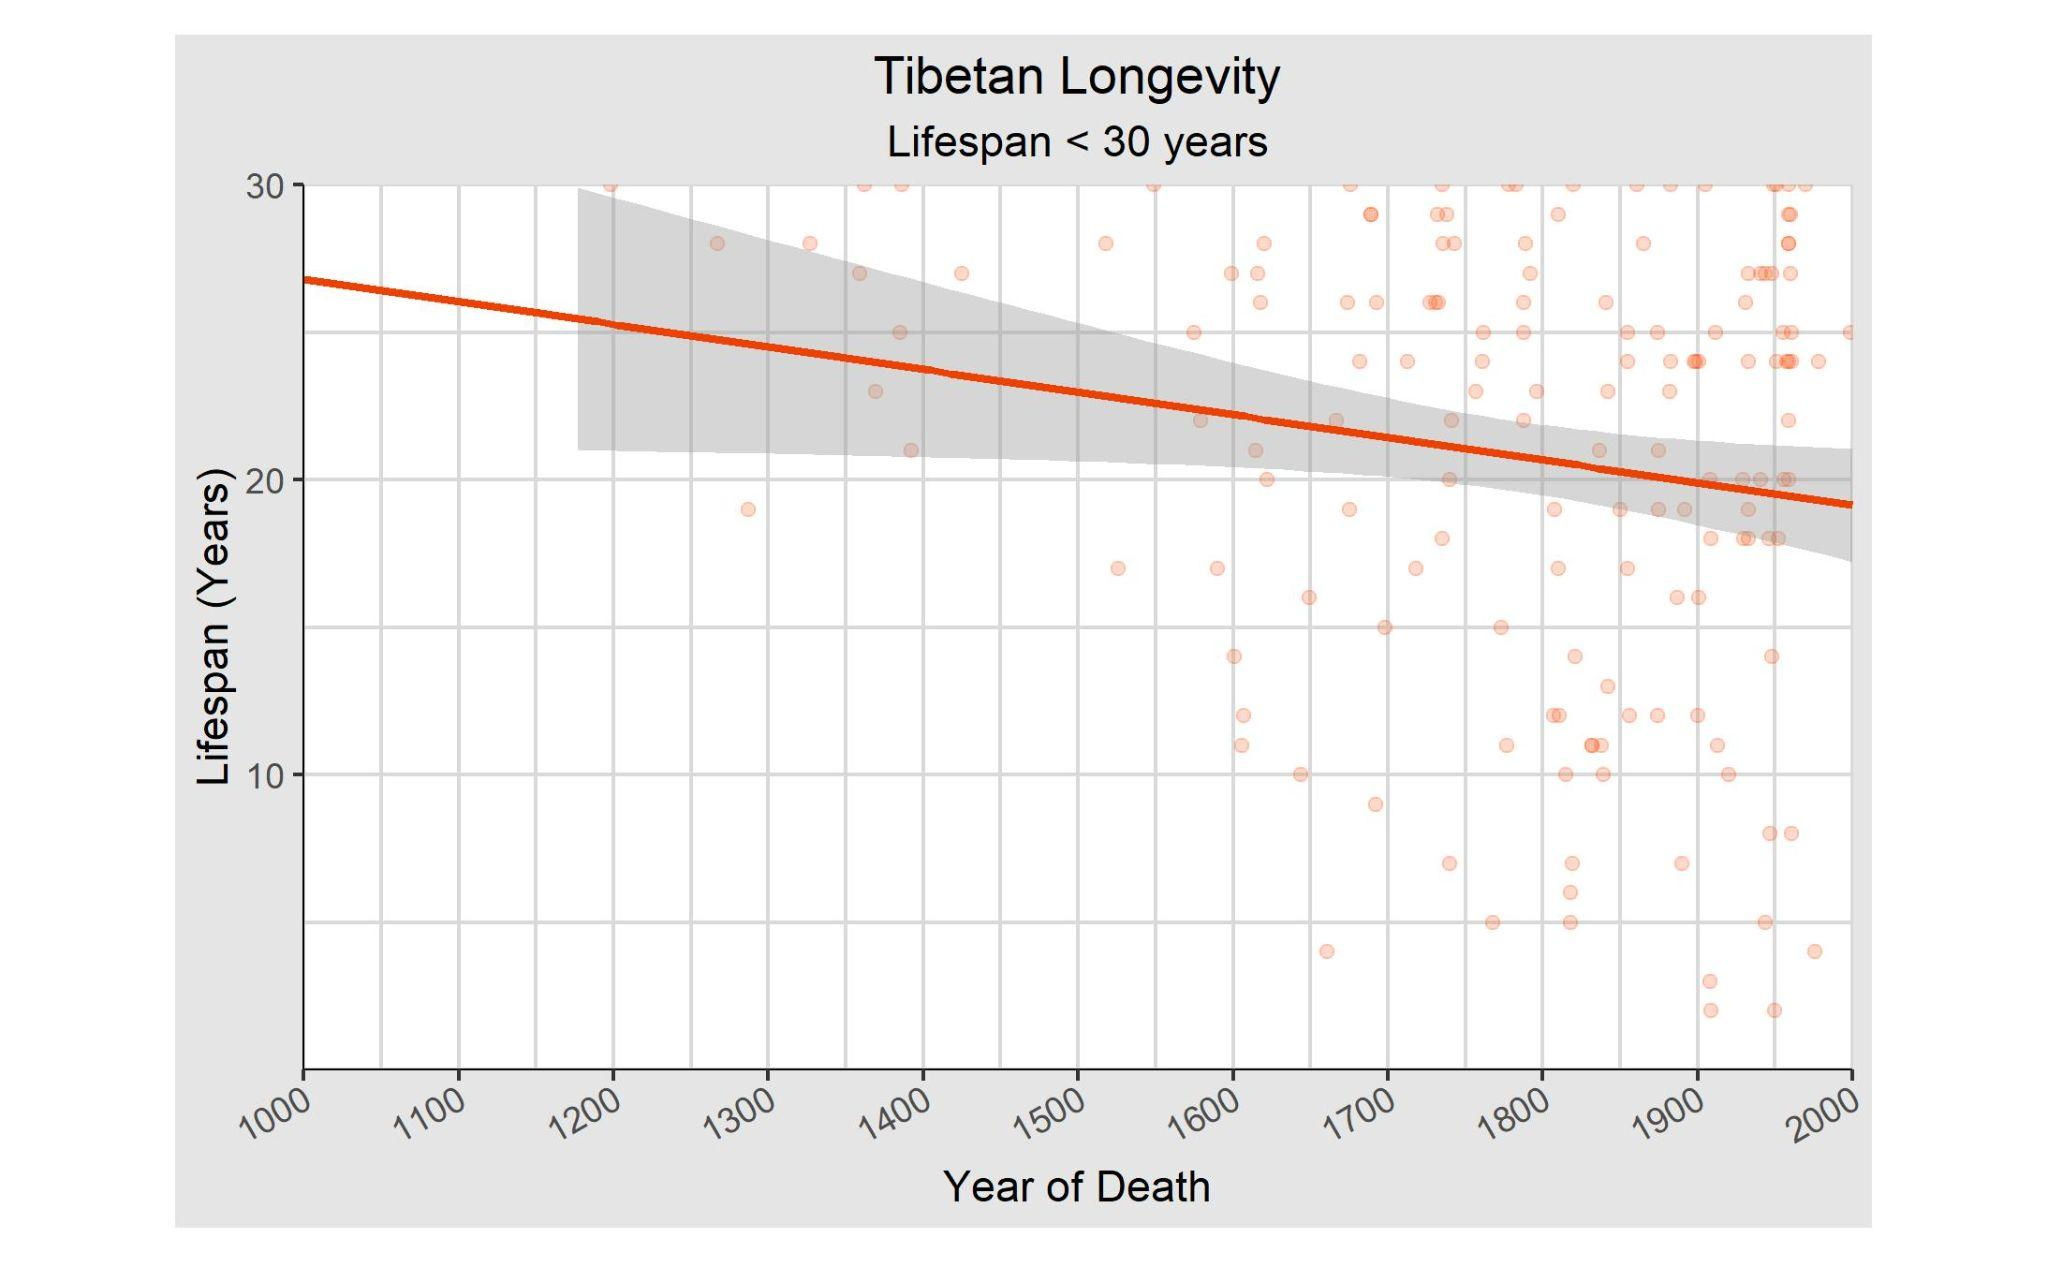 Tibetan Longevity
Lifespan < 30 years
Lifespan (Years)
30
20
10
1000 1100 1200 1300 1400 1500 1600 1700 1800 1900 2000
Year of Death